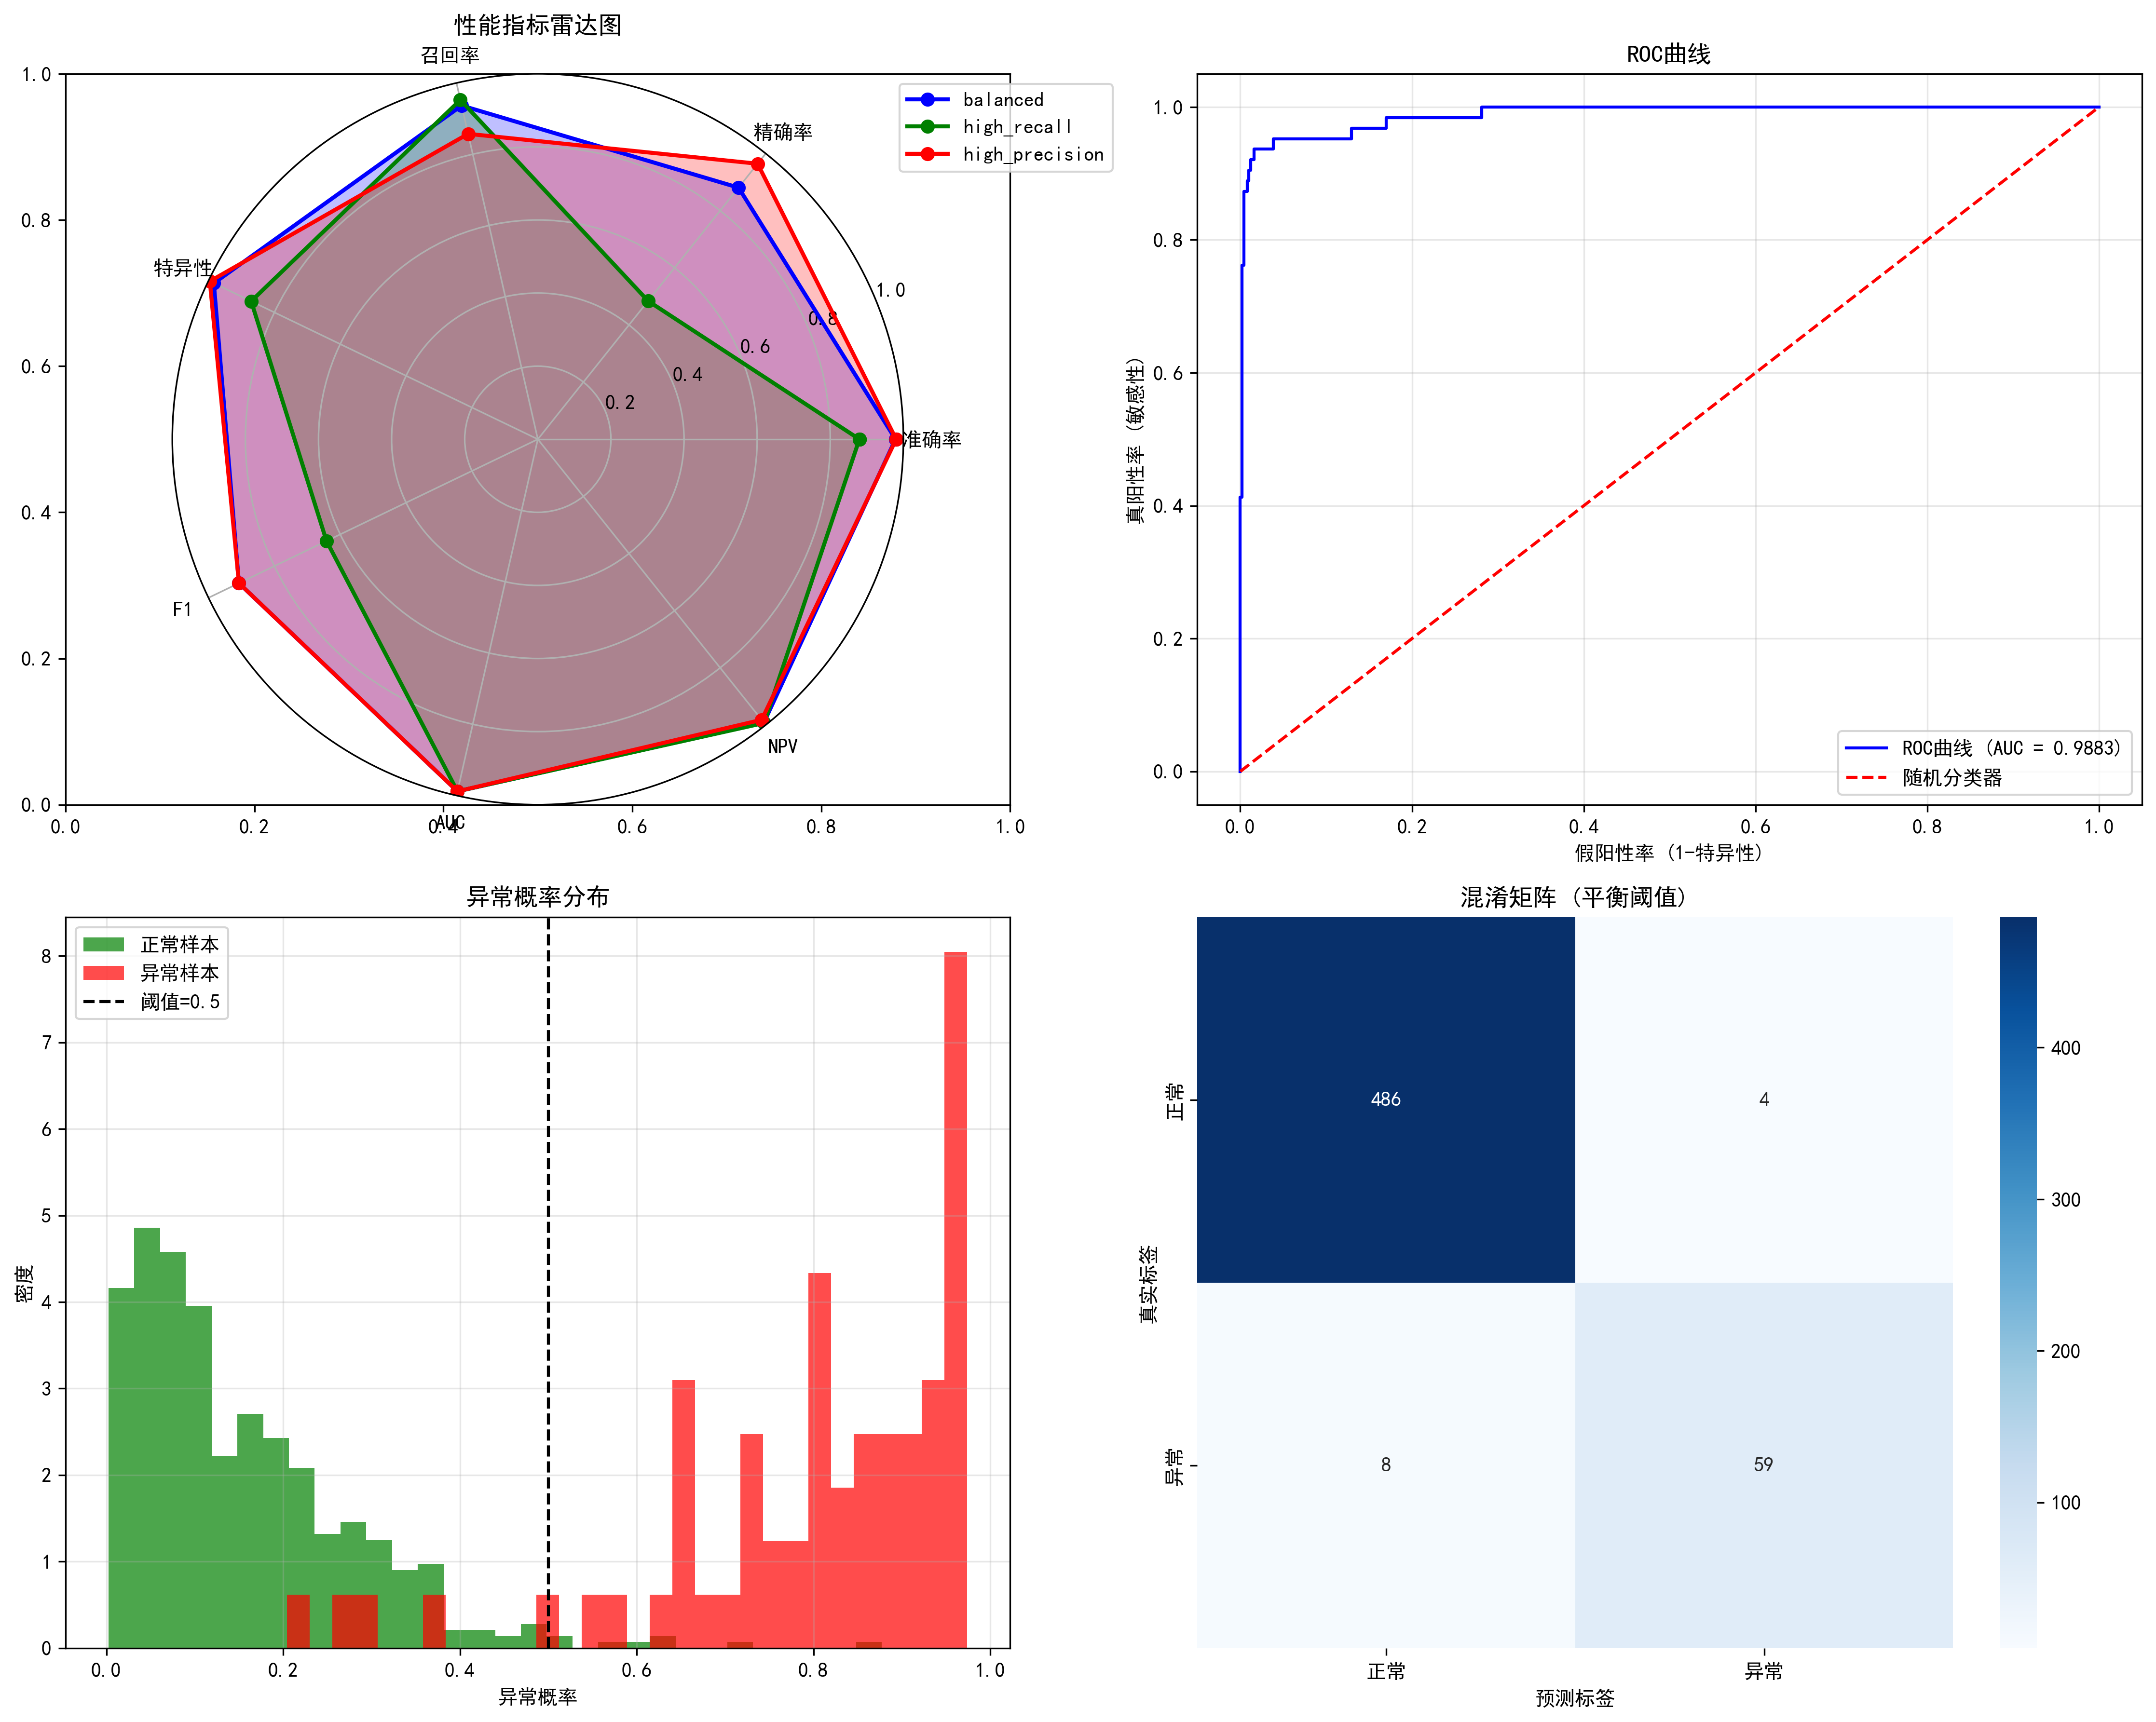 性能指标雷达图
召回率
精确率
特异性
准确率
F1
AUC
NPV
0.2
0.4
0.6
0.8
1.0
1.0
0.8
0.6
0.4
0.2
0.0
0.0 0.2 0.4 0.6 0.8 1.0
balanced
high_recall
high_precision
ROC曲线
1.0
0.8
0.6
0.4
0.2
0.0
真阳性率 (敏感性)
0.0 0.2 0.4 0.6 0.8 1.0
假阳性率 (1-特异性)
ROC曲线 (AUC = 0.9883)
随机分类器
异常概率分布
8
7
6
5
4
3
2
1
0
密度
正常样本
异常样本
阈值=0.5
0.0 0.2 0.4 0.6 0.8 1.0
异常概率
混淆矩阵 (平衡阈值)
正常
异常
真实标签
486 4
8 59
正常 异常
预测标签
400
300
200
100